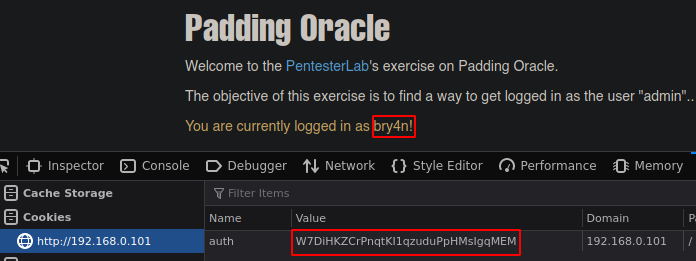 Padding Oracle
Welcome to the PentesterLab's exercise on Padding Oracle.
The objective of this exercise is to find a way to get logged in as the user "admin"..
You are currently logged in as bry4n!
Inspector Console Debugger Network Style Editor Performance Memory
Cache Storage
Filter Items
Cookies
Name Value Domain
http://192.168.0.101
auth W7DiHKZCrPnqtKI1qzuduPpHMsIgqMEM 192.168.0.101 /